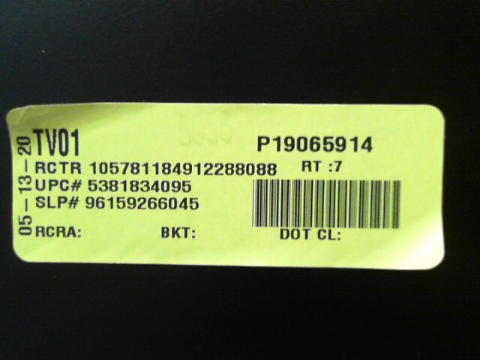 05-13-20
TV01 P19065914
RCTR 105781184912288088 RT :7
UPC# 5381834095
SLP# 96159266045
RCRA: BKT: DOT CL: